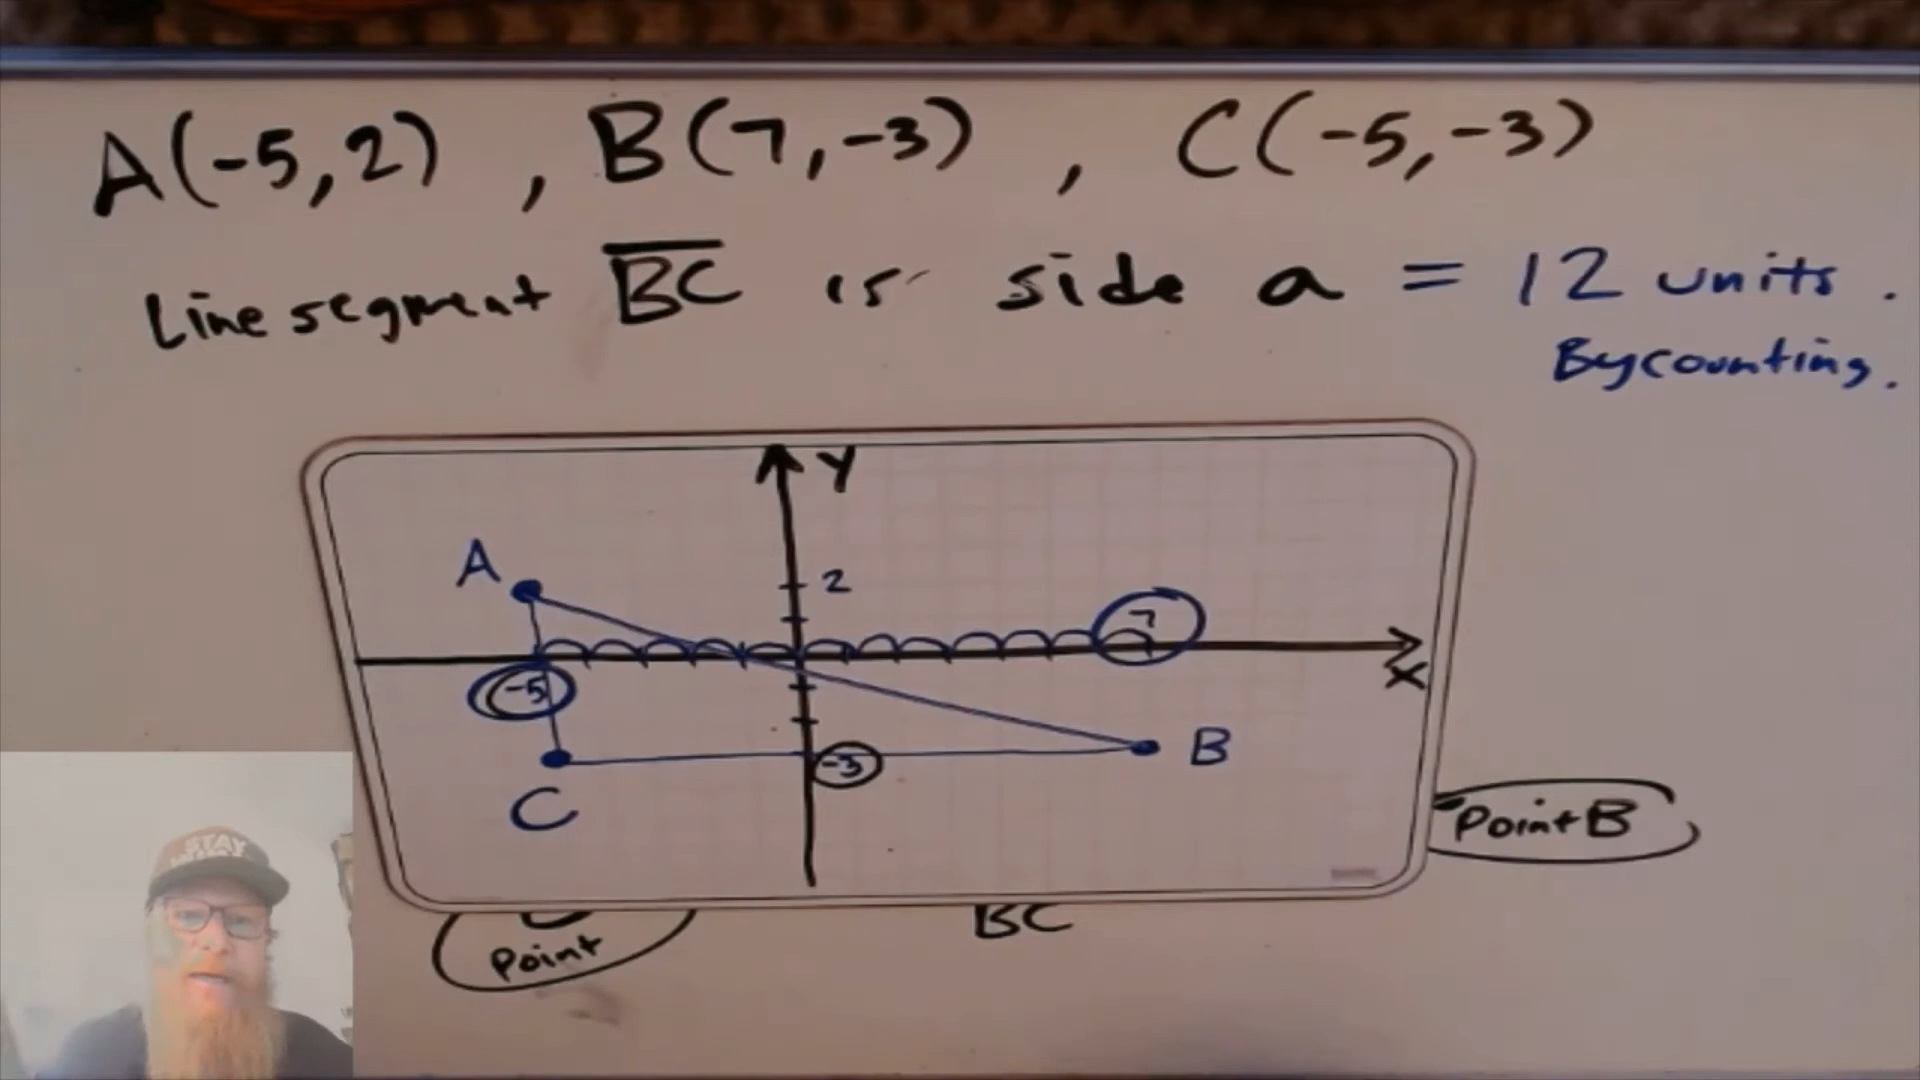 A(-5,2) , B(7,-3) , C(-5,-3)
Line segment BC is side a = 12 units.
By counting.
Y
A
2
7
-5
X
-3
B
C
Point B
Point
BC
STAY